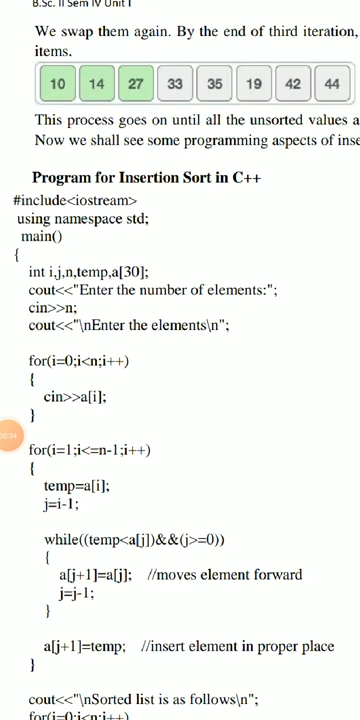 B.Sc. II Sem IV Unit I
We swap them again. By the end of third iteration,
items.
10 14 27 33 35 19 42 44
This process goes on until all the unsorted values a
Now we shall see some programming aspects of inse
Program for Insertion Sort in C++
#include<iostream>
using namespace std;
main()
{
int i,j,n,temp,a[30];
cout<<"Enter the number of elements:";
cin>>n;
cout<<"\nEnter the elements\n";
for(i=0;i<n;i++)
{
cin>>a[i];
}
00:04
for(i=1;i<=n-1;i++)
{
temp=a[i];
j=i-1;
while((temp<a[j])&&(j>=0))
{
a[j+1]=a[j]; //moves element forward
j=j-1;
}
a[j+1]=temp; //insert element in proper place
}
cout<<"\nSorted list is as follows\n";
for(i=0;i<n;i++)